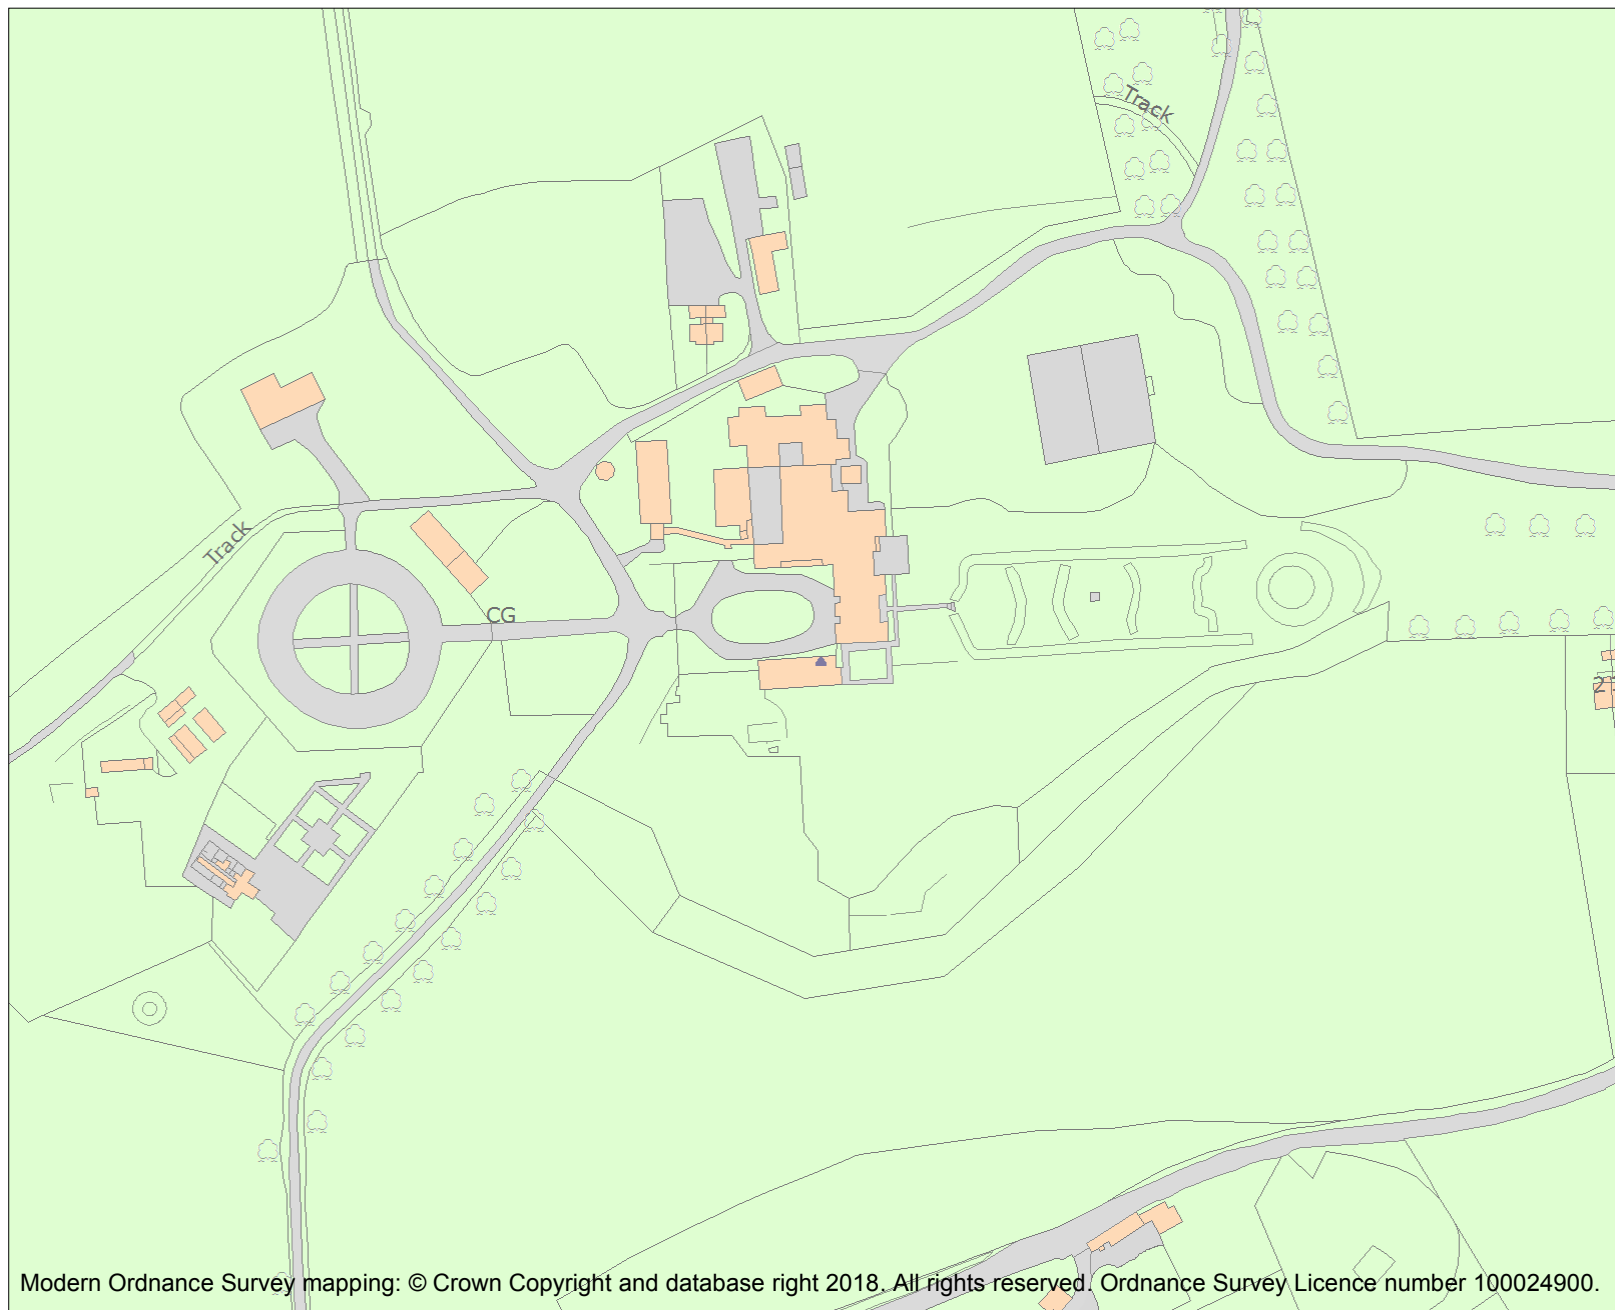 Track
Track
CG
Modern Ordnance Survey mapping: © Crown Copyright and database right 2018. All rights reserved. Ordnance Survey Licence number 100024900.